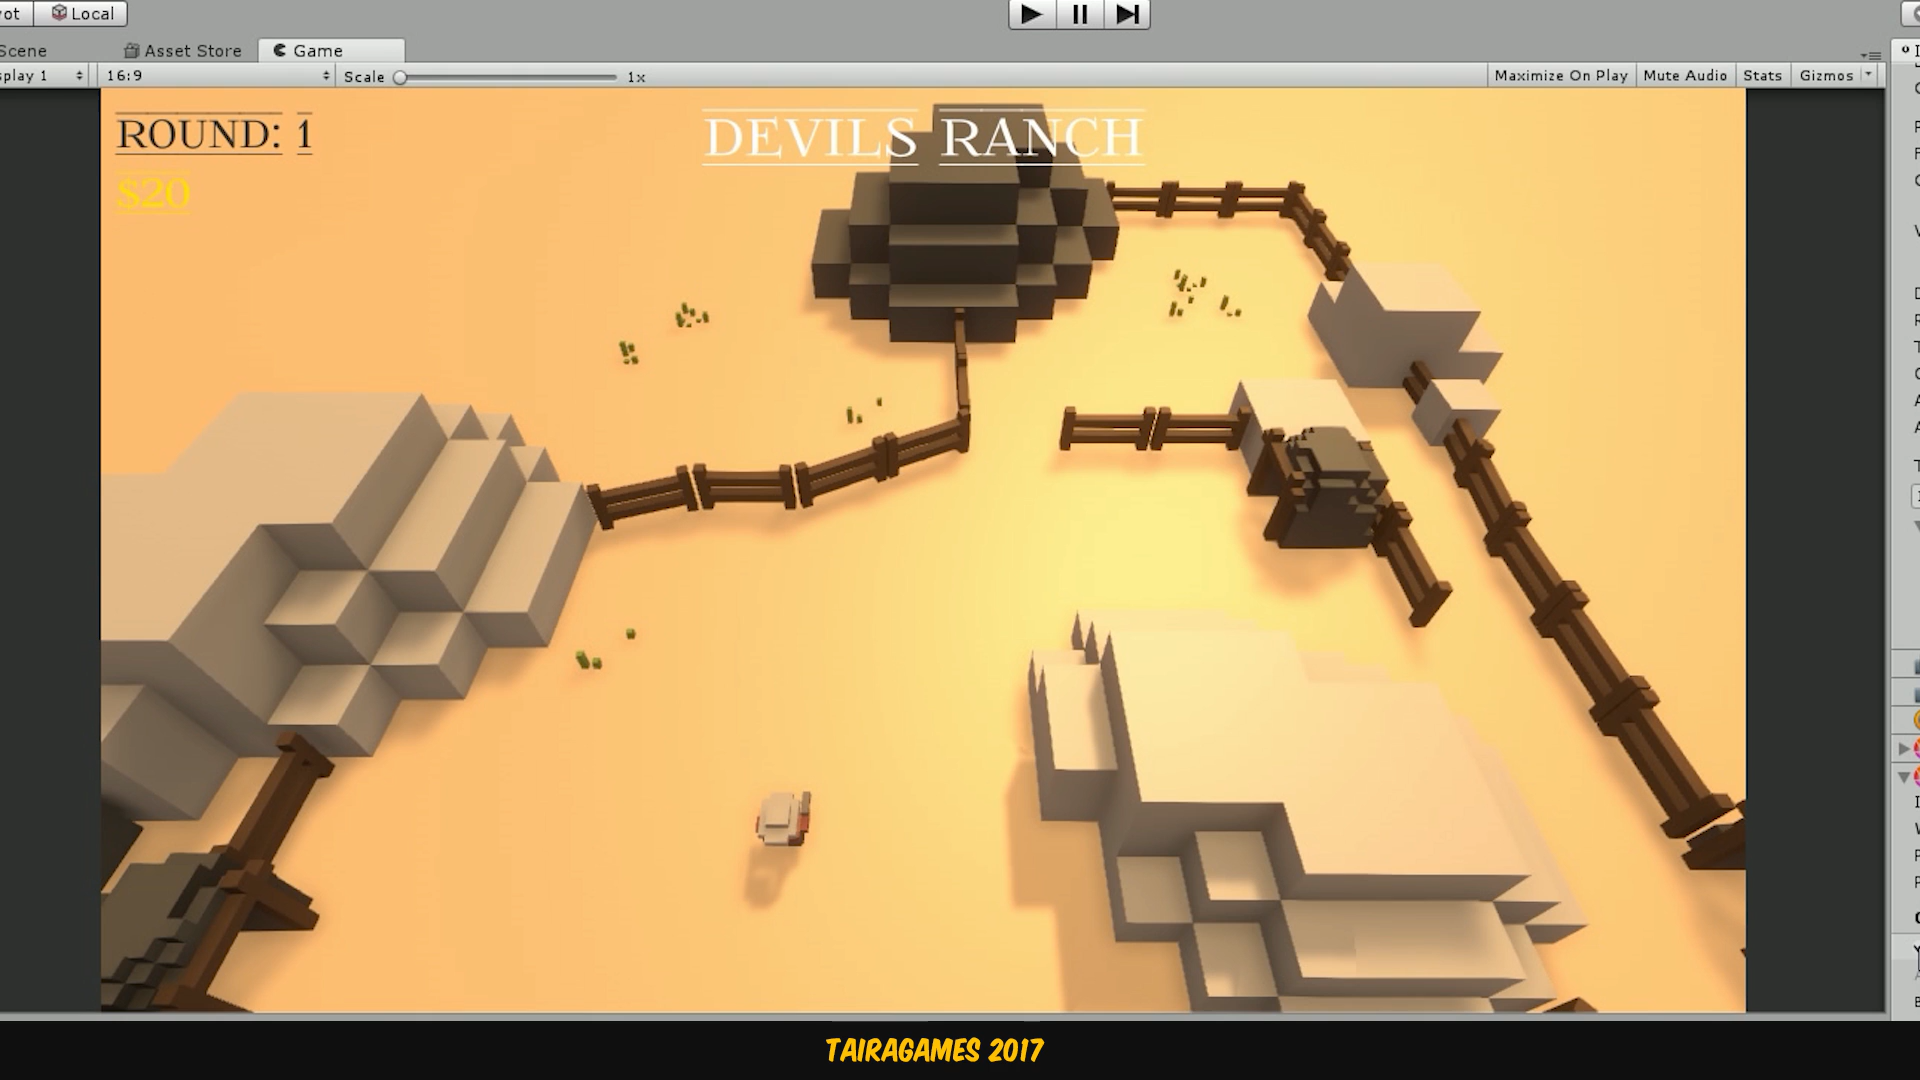 Local
Scene
Asset Store
Game
16:9
Scale
1x
Maximize On Play
Mute Audio
Stats
Gizmos
ROUND: 1
$20
DEVILS RANCH
TAIRAGAMES 2017